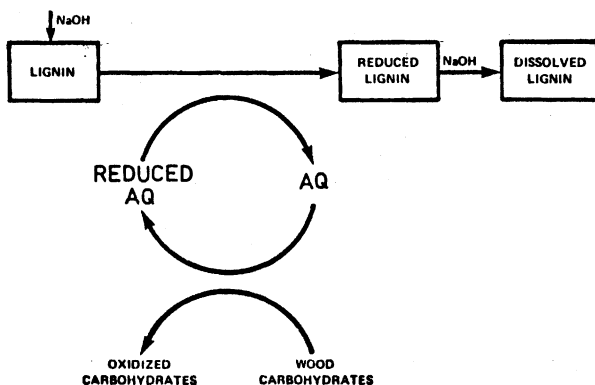 NaOH
LIGNIN
REDUCED
LIGNIN
NaOH
DISSOLVED
LIGNIN
REDUCED
AQ
AQ
OXIDIZED
CARBOHYDRATES
WOOD
CARBOHYDRATES